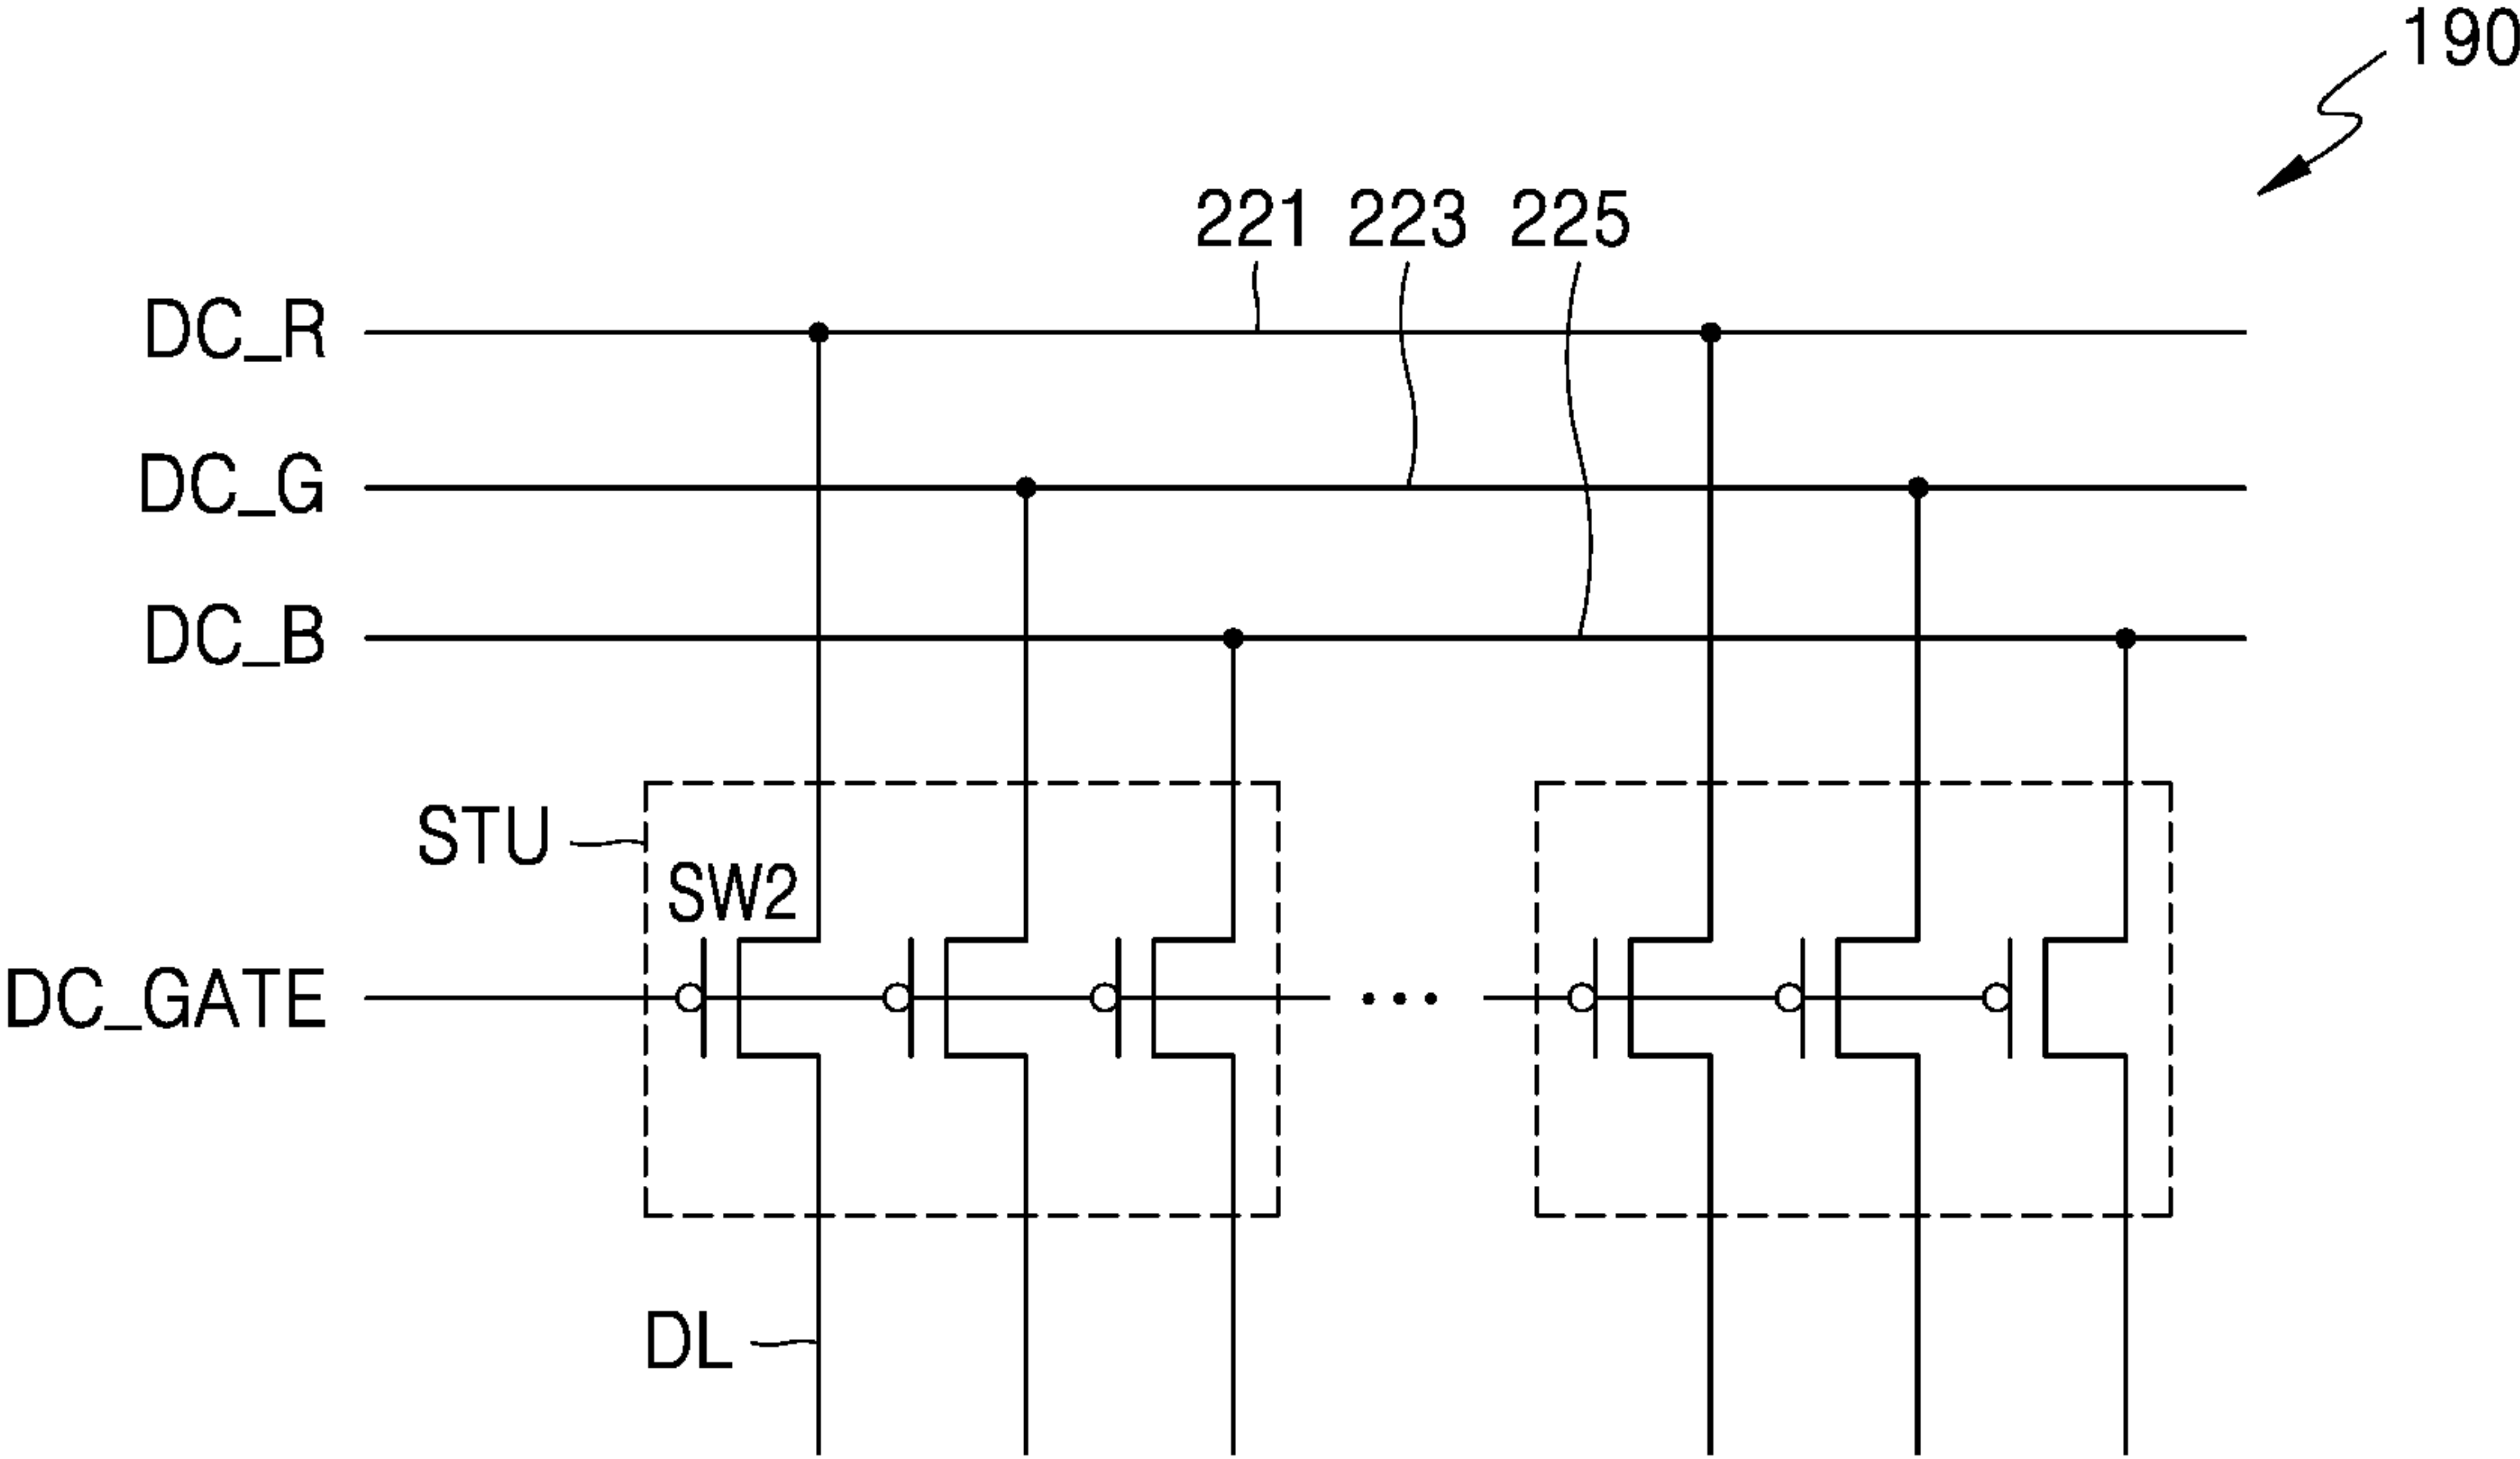 190
221 223 225
DC_R
DC_G
DC_B
STU
SW2
DC_GATE
DL